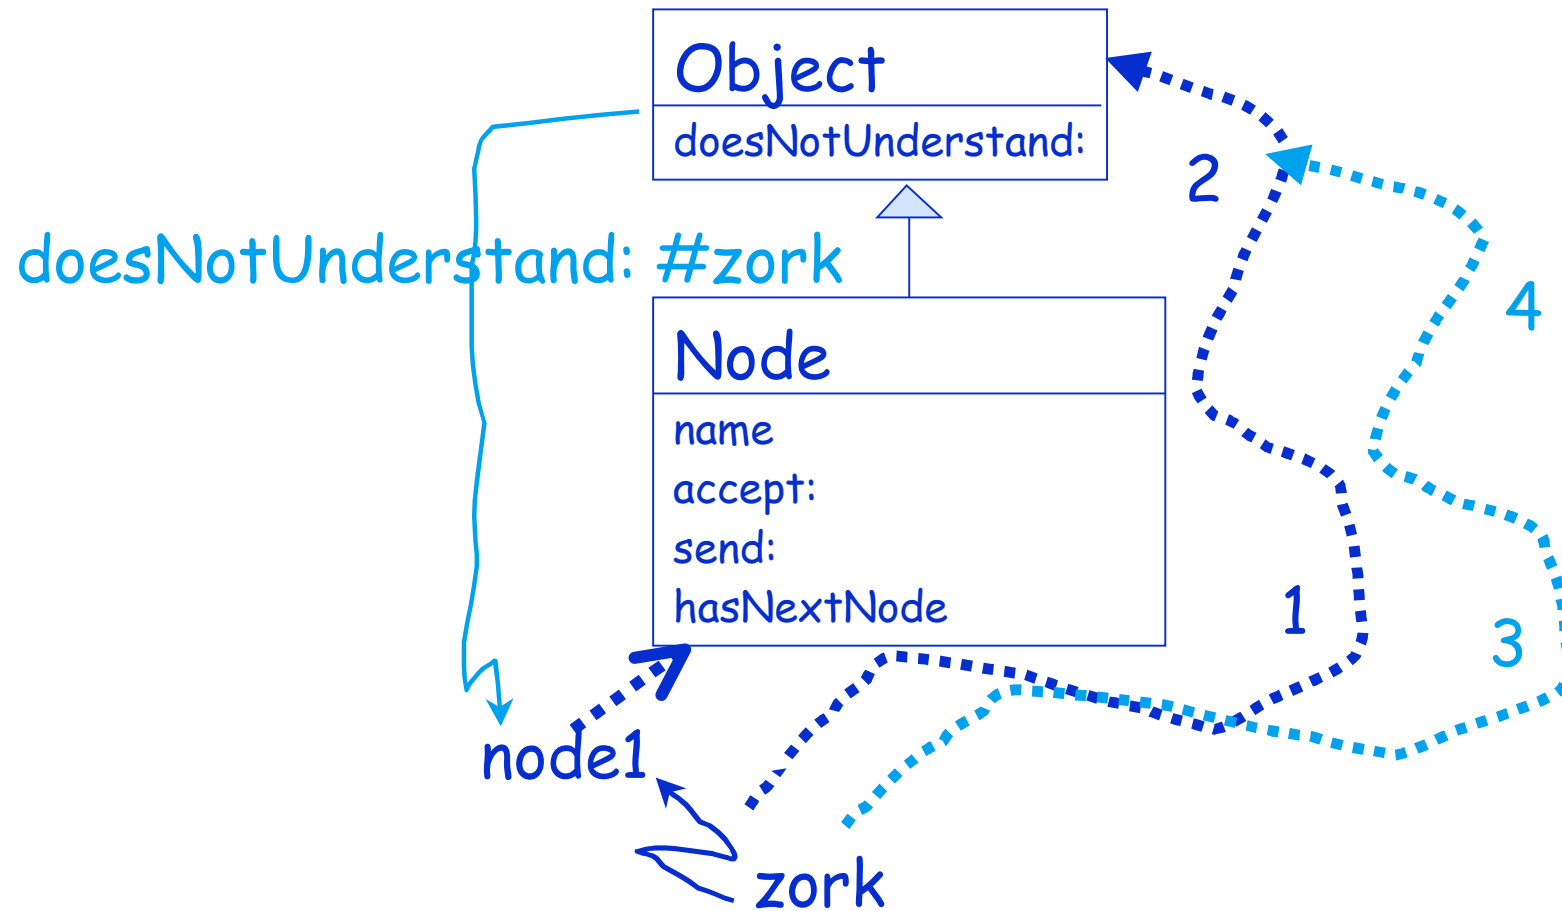 Object
doesNotUnderstand:
2
doesNotUnderstand: #zork
4
Node
name
accept:
send:
hasNextNode
1
3
node1
zork